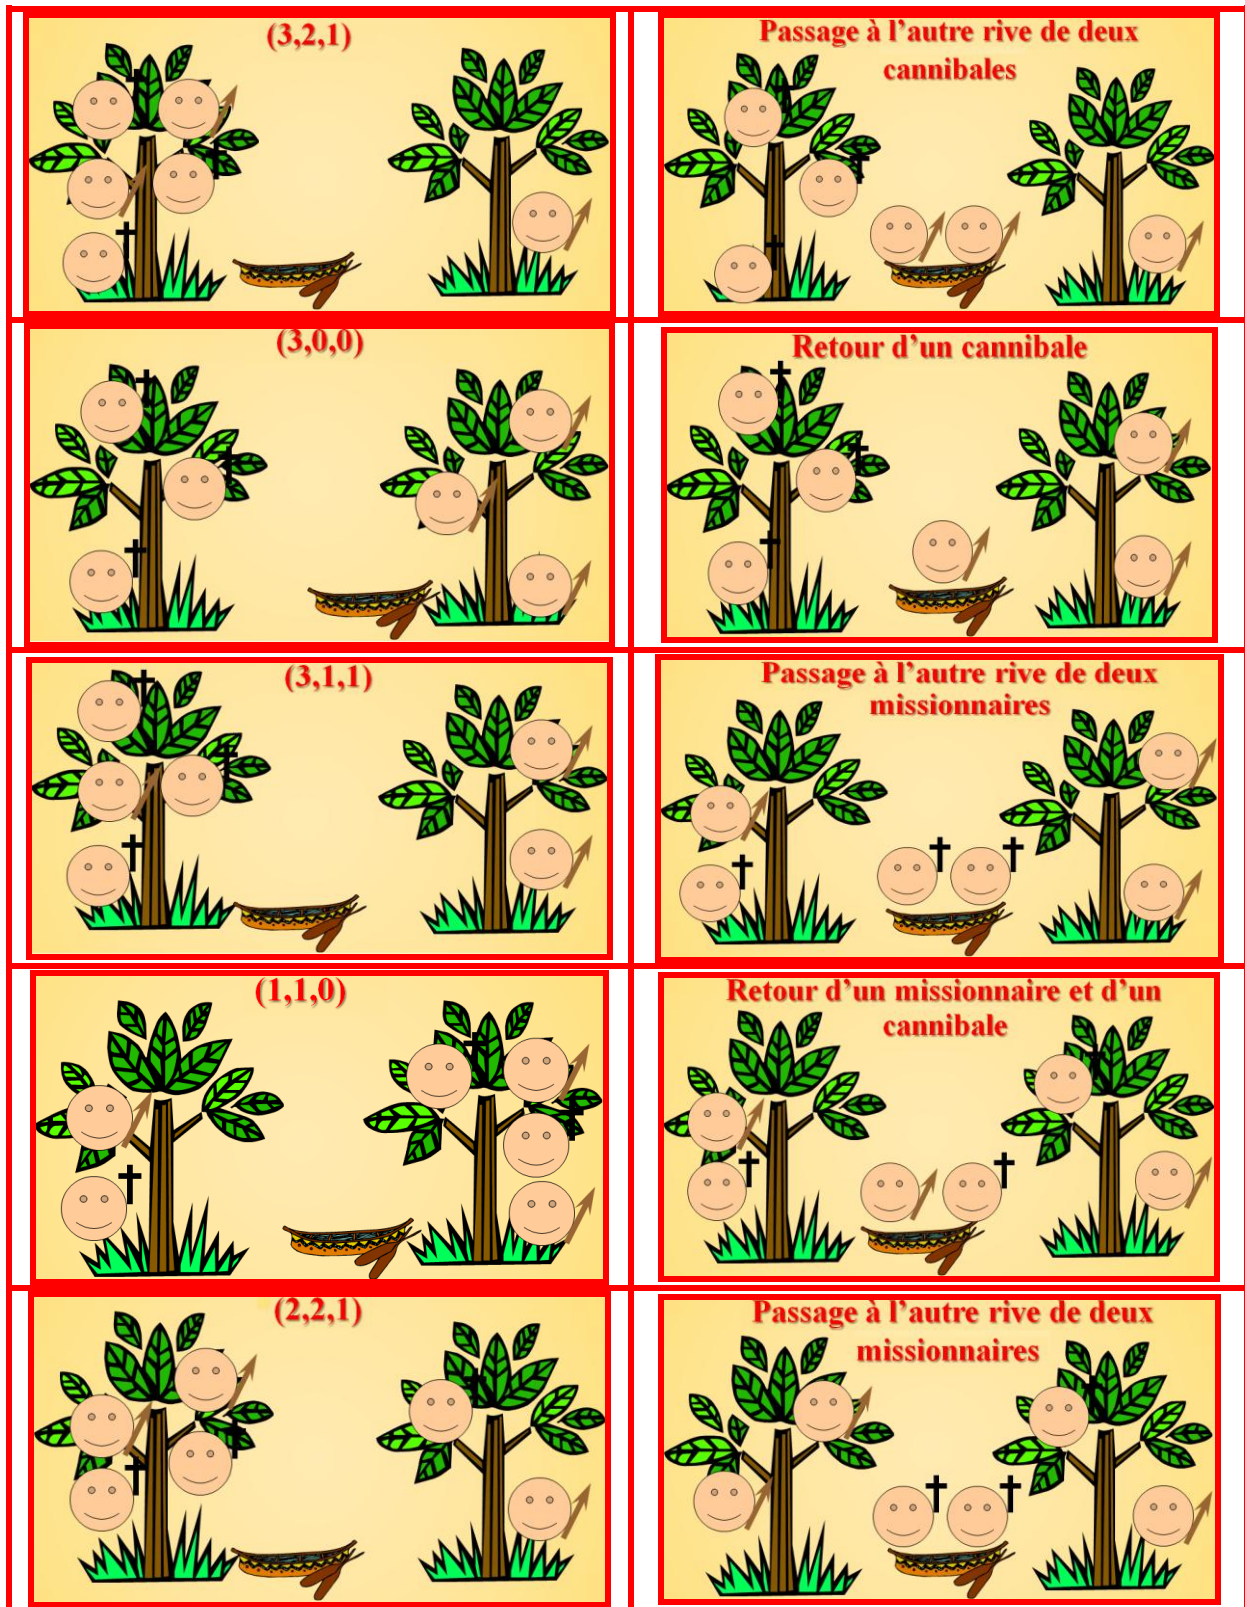 (3,2,1)
Passage à l’autre rive de deux
cannibales
(3,0,0)
Retour d’un cannibale
(3,1,1)
Passage à l’autre rive de deux
missionnaires
(1,1,0)
Retour d’un missionnaire et d’un
cannibale
(2,2,1)
Passage à l’autre rive de deux
missionnaires